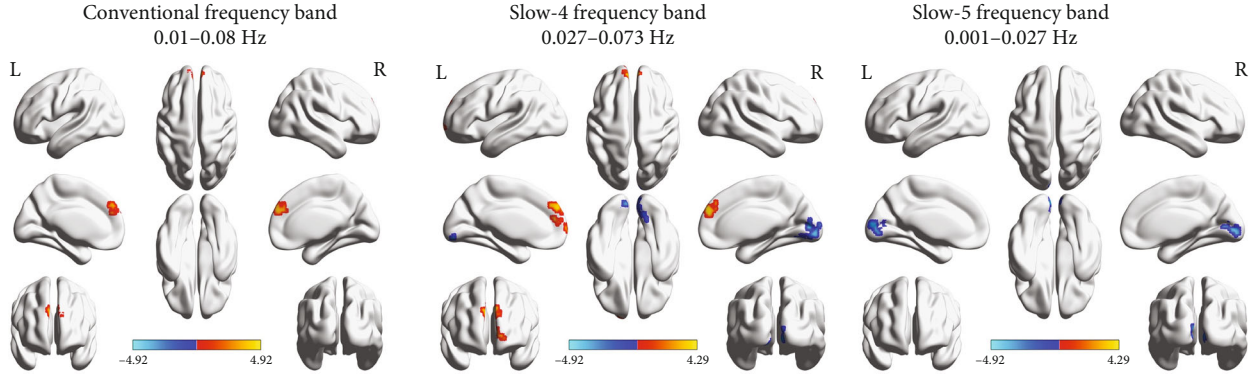 Conventional frequency band
0.01–0.08 Hz
L
R
−4.92
4.92
Slow-4 frequency band
0.027–0.073 Hz
L
R
−4.92
4.29
Slow-5 frequency band
0.001–0.027 Hz
L
R
−4.92
4.29